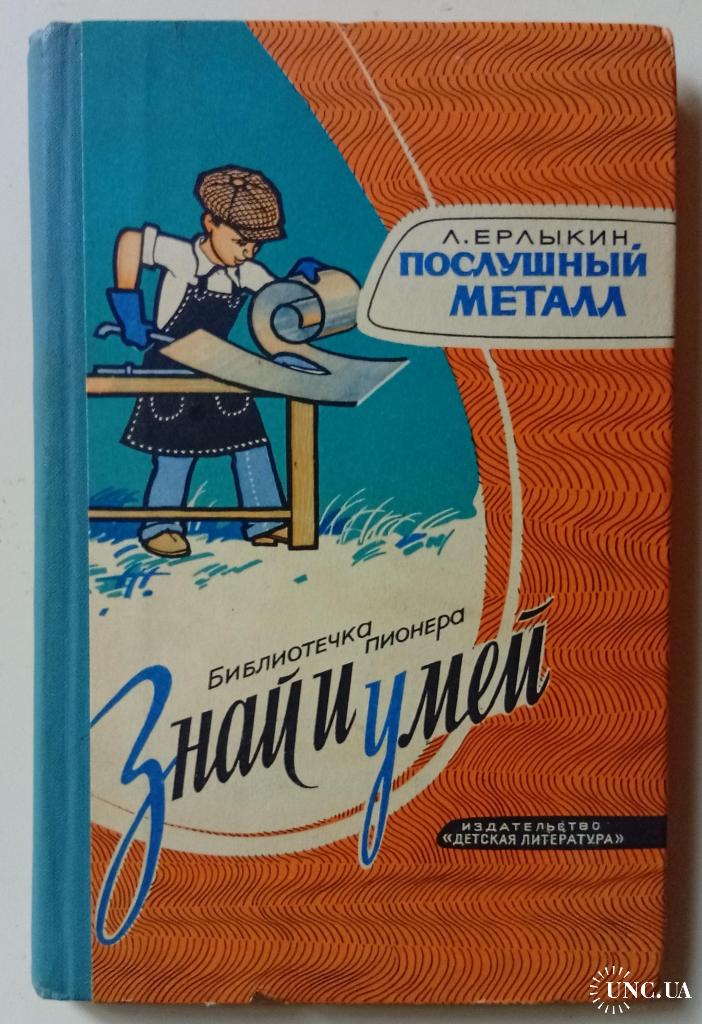 Л. ЕРЛЫКИН
ПОСЛУШНЫЙ
МЕТАЛЛ
Библиотечка
пионера
Знай и умей
ИЗДАТЕЛЬСТВО
«ДЕТСКАЯ ЛИТЕРАТУРА»
UNC.UA